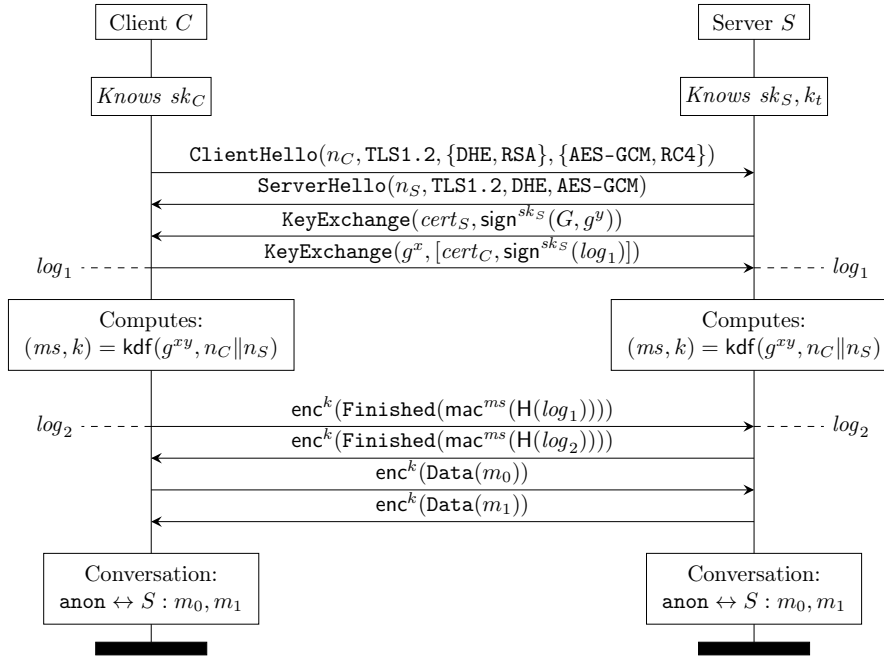 Client C
Server S
Knows sk_C
Knows sk_S, k_t
ClientHello(n_C, TLS1.2, {DHE, RSA}, {AES-GCM, RC4})
ServerHello(n_S, TLS1.2, DHE, AES-GCM)
KeyExchange(cert_S, sign^{sk_S}(G, g^y))
KeyExchange(g^x, [cert_C, sign^{sk_S}(log_1)])
log_1
log_1
Computes:
(ms, k) = kdf(g^{xy}, n_C‖n_S)
Computes:
(ms, k) = kdf(g^{xy}, n_C‖n_S)
enc^k(Finished(mac^{ms}(H(log_1))))
log_2
log_2
enc^k(Finished(mac^{ms}(H(log_2))))
enc^k(Data(m_0))
enc^k(Data(m_1))
Conversation:
anon ↔ S : m_0, m_1
Conversation:
anon ↔ S : m_0, m_1